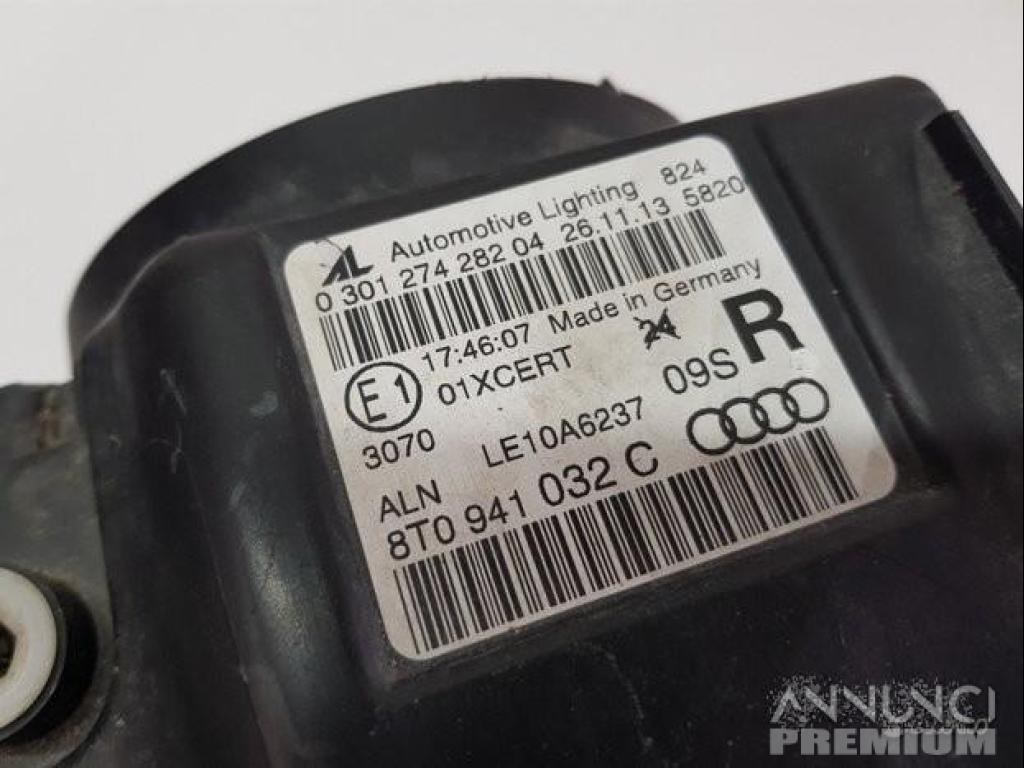 AL Automotive Lighting 824
0 301 274 282 04 26.11.13 5820
17:46:07 Made in Germany
E1 01XCERT 24 R
3070 LE10A6237 09S
ALN
8T0 941 032 C
ANNUNCI
PREMIUM